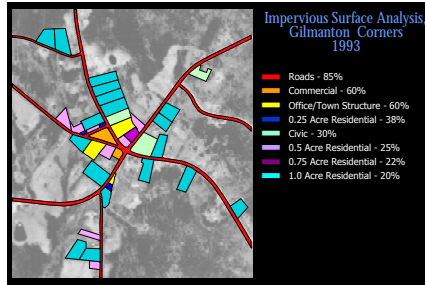 Impervious Surface Analysis,
Gilmanton Corners
1993
Roads - 85%
Commercial - 60%
Office/Town Structure - 60%
0.25 Acre Residential - 38%
Civic - 30%
0.5 Acre Residential - 25%
0.75 Acre Residential - 22%
1.0 Acre Residential - 20%